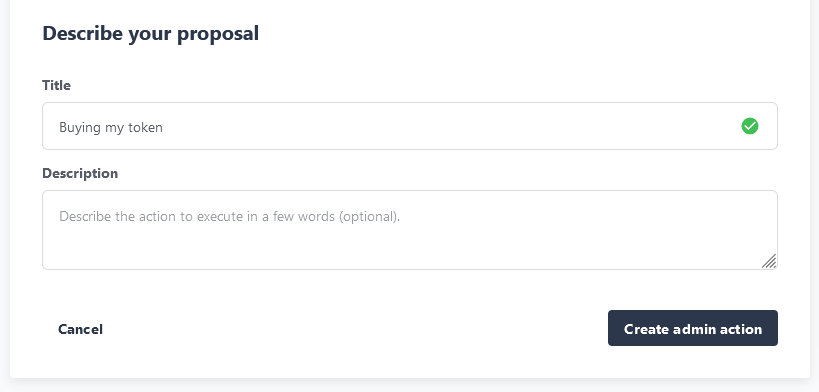 Describe your proposal
Title
Buying my token
Description
Describe the action to execute in a few words (optional).
Cancel
Create admin action